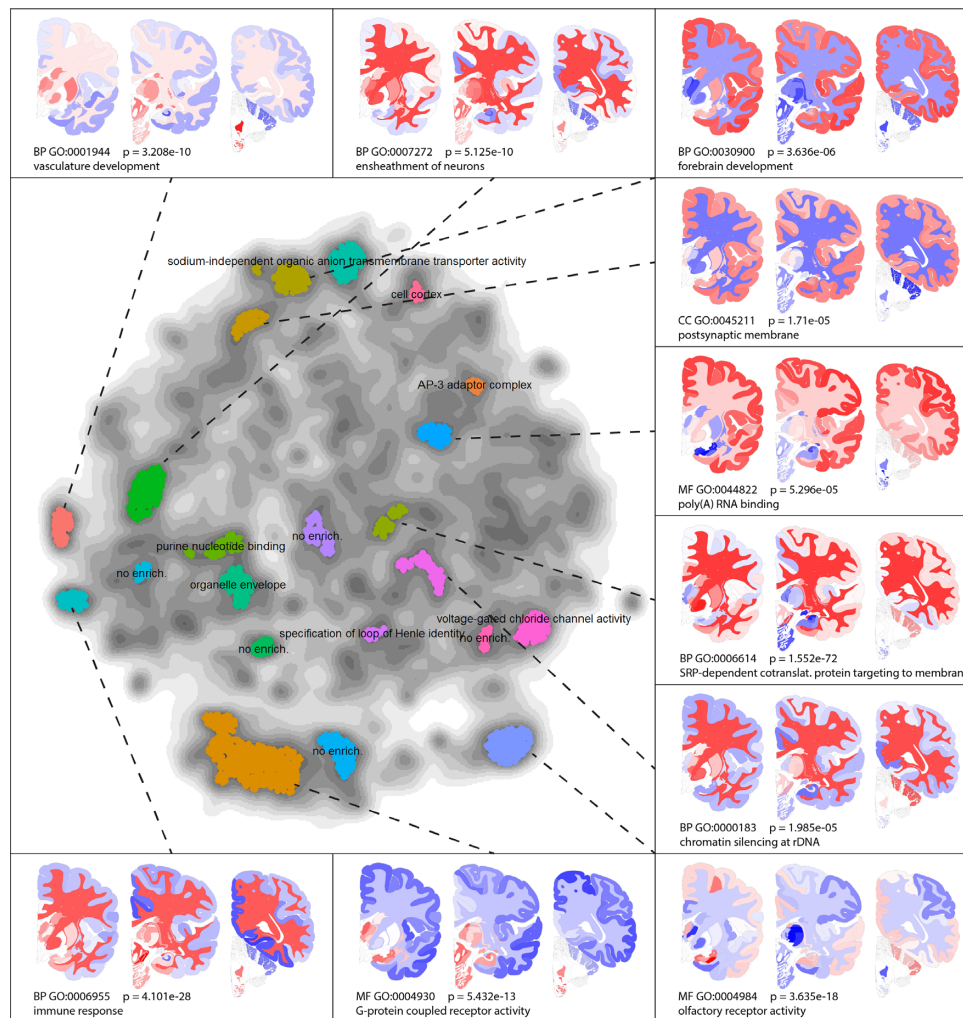 BP GO:0001944 p = 3.208e-10
vasculature development
BP GO:0007272 p = 5.125e-10
ensheathment of neurons
BP GO:0030900 p = 3.636e-06
forebrain development
sodium-independent organic anion transmembrane transporter activity
cell cortex
CC GO:0045211 p = 1.71e-05
postsynaptic membrane
AP-3 adaptor complex
MF GO:0044822 p = 5.296e-05
poly(A) RNA binding
no enrich.
purine nucleotide binding
no enrich.
organelle envelope
voltage-gated chloride channel activity
specification of loop of Henle identity
no enrich.
no enrich.
BP GO:0006614 p = 1.552e-72
SRP-dependent cotranslat. protein targeting to membran
no enrich.
BP GO:0000183 p = 1.985e-05
chromatin silencing at rDNA
BP GO:0006955 p = 4.101e-28
immune response
MF GO:0004930 p = 5.432e-13
G-protein coupled receptor activity
MF GO:0004984 p = 3.635e-18
olfactory receptor activity